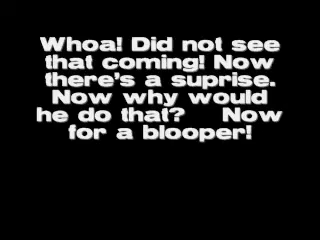 Whoa! Did not see
that coming! Now
there's a suprise.
Now why would
he do that? Now
for a blooper!